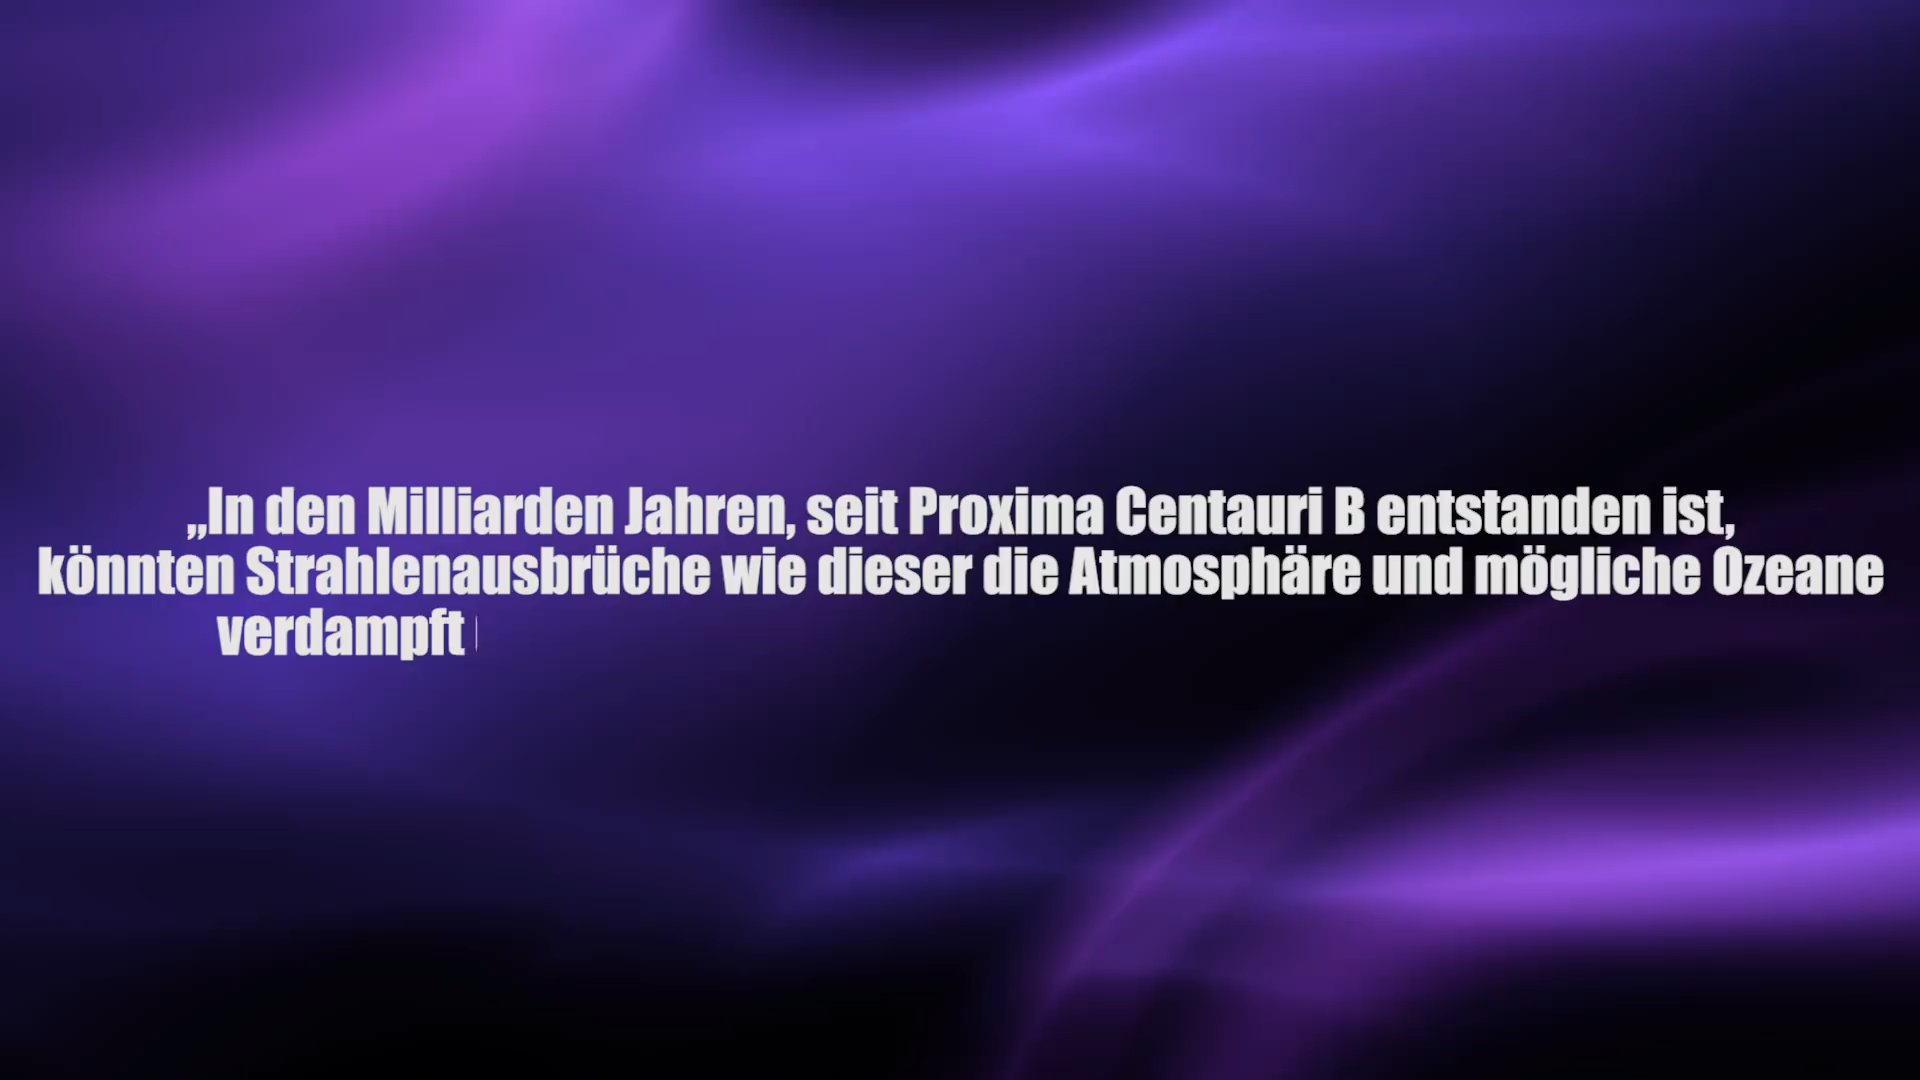 „In den Milliarden Jahren, seit Proxima Centauri B entstanden ist,
könnten Strahlenausbrüche wie dieser die Atmosphäre und mögliche Ozeane
verdampft